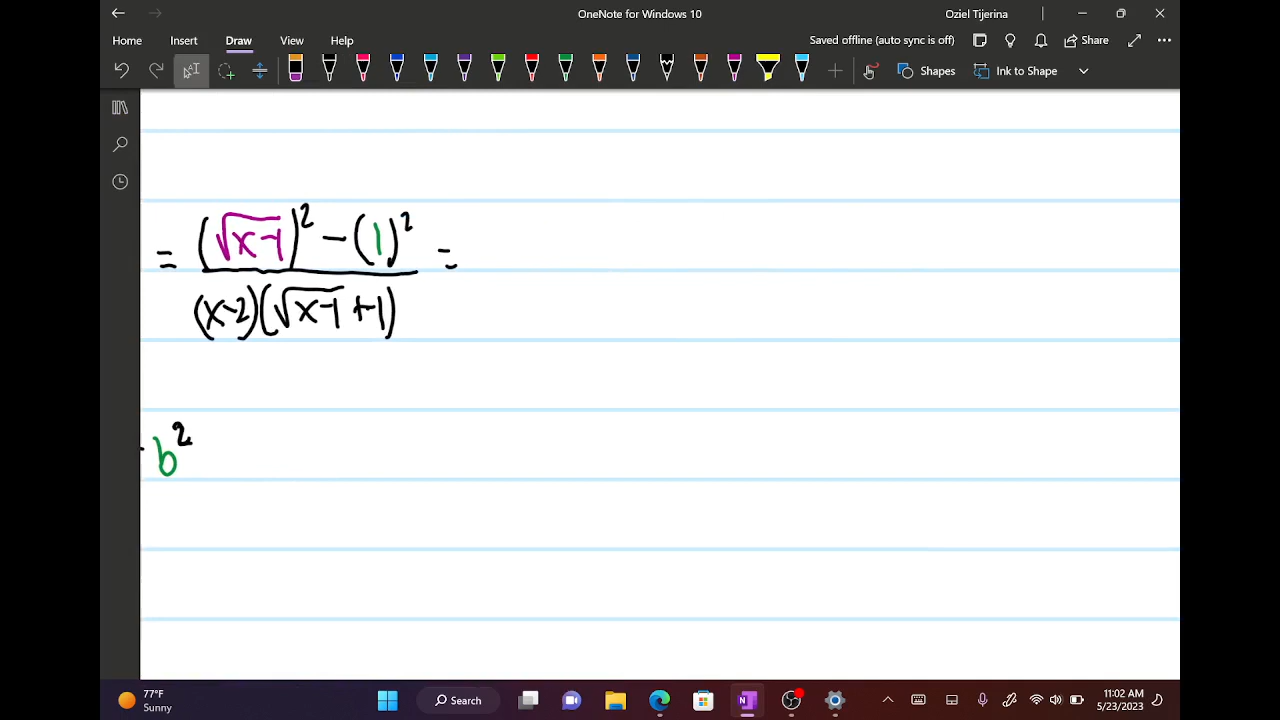 OneNote for Windows 10
Oziel Tijerina
Home Insert Draw View Help
Saved offline (auto sync is off) Share
Shapes Ink to Shape
= (√x-1)² - (1)² =
(x-2)(√x-1 + 1)
b²
77°F
Sunny
Search
11:02 AM
5/23/2023